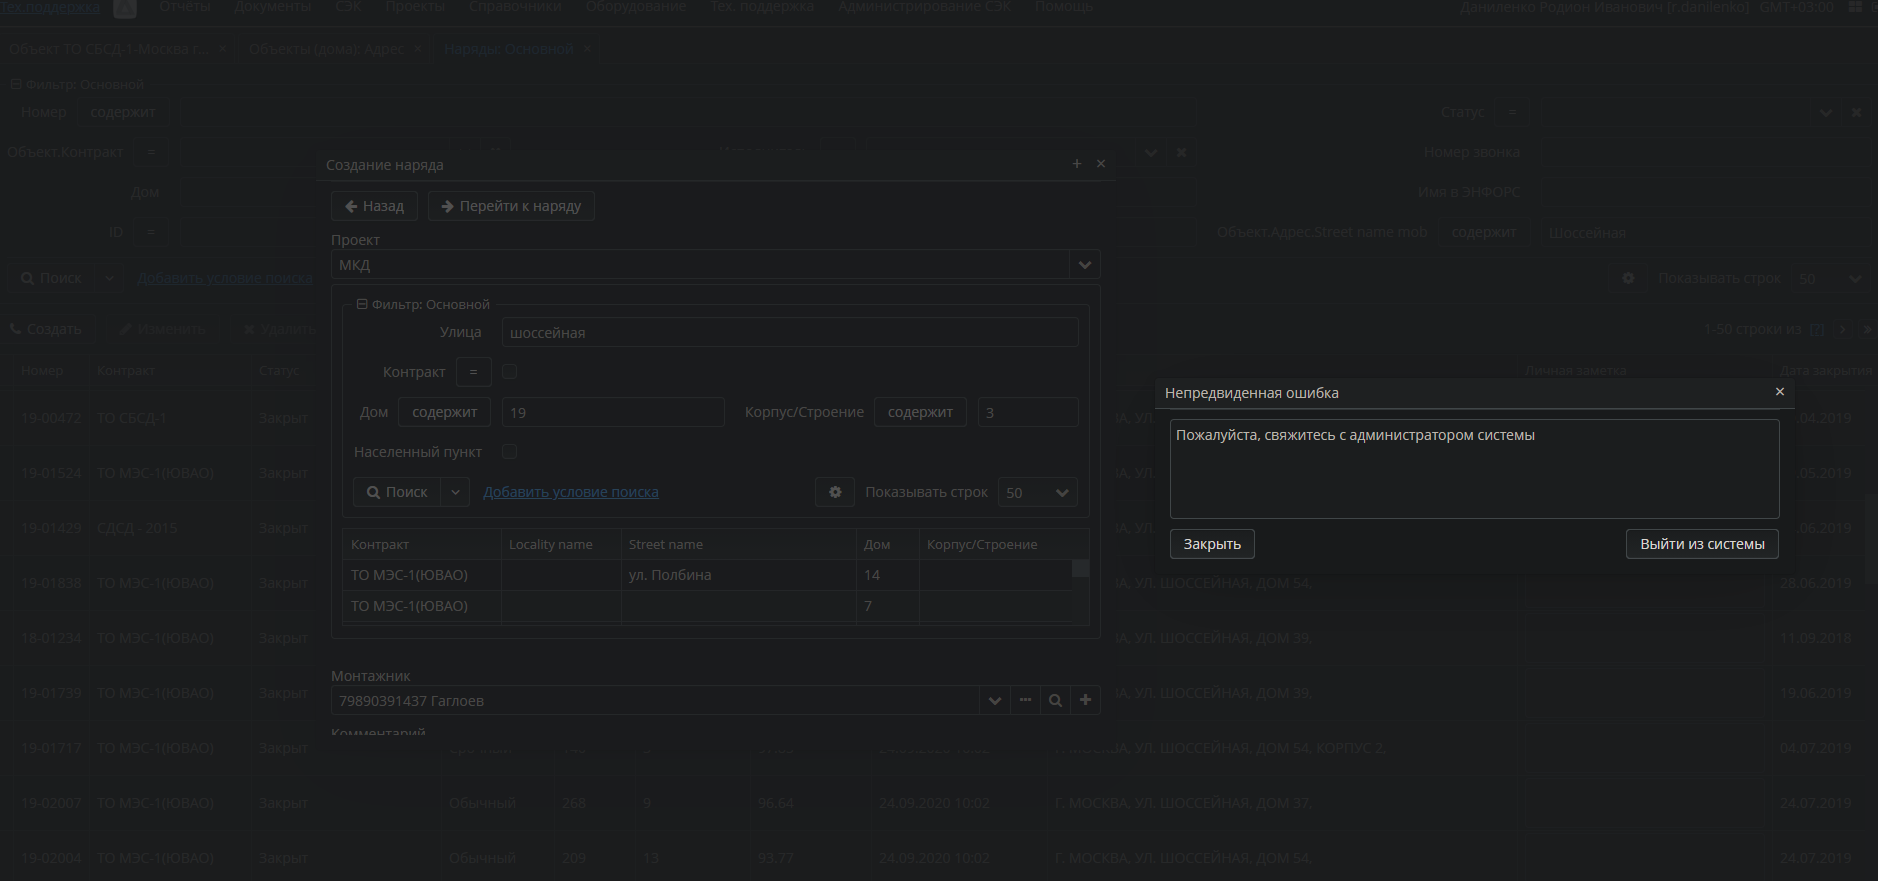 Тех.поддержка Отчёты Документы СЭК Проекты Справочники Оборудование Тех. поддержка Администрирование СЭК Помощь Даниленко Родион Иванович [r.danilenko] GMT+03:00
Объект ТО СБСД-1-Москва г... × Объекты (дома): Адрес × Наряды: Основной ×
Фильтр: Основной
Номер содержит Статус =
Объект.Контракт = Номер звонка
Дом Имя в ЭНФОРС
ID = Объект.Адрес.Street name mob содержит Шоссейная
Поиск Добавить условие поиска Показывать строк 50
Создать Изменить Удалить 1-50 строки из [?]
Номер Контракт Статус Личная заметка Дата закрытия
19-00472 ТО СБСД-1 Закрыт .04.2019
19-01524 ТО МЭС-1(ЮВАО) Закрыт .05.2019
19-01429 СДСД - 2015 Закрыт .06.2019
19-01838 ТО МЭС-1(ЮВАО) Закрыт ВА, УЛ. ШОССЕЙНАЯ, ДОМ 54, 28.06.2019
18-01234 ТО МЭС-1(ЮВАО) Закрыт ВА, УЛ. ШОССЕЙНАЯ, ДОМ 39, 11.09.2018
19-01739 ТО МЭС-1(ЮВАО) Закрыт ВА, УЛ. ШОССЕЙНАЯ, ДОМ 39, 19.06.2019
19-01717 ТО МЭС-1(ЮВАО) Закрыт 24.09.2020 10:02 Г. МОСКВА, УЛ. ШОССЕЙНАЯ, ДОМ 54, КОРПУС 2, 04.07.2019
19-02007 ТО МЭС-1(ЮВАО) Закрыт Обычный 268 9 96.64 24.09.2020 10:02 Г. МОСКВА, УЛ. ШОССЕЙНАЯ, ДОМ 37, 24.07.2019
19-02004 ТО МЭС-1(ЮВАО) Закрыт Обычный 209 13 93.77 24.09.2020 10:02 Г. МОСКВА, УЛ. ШОССЕЙНАЯ, ДОМ 54, 24.07.2019
Создание наряда + ×
Назад Перейти к наряду
Проект
МКД
Фильтр: Основной
Улица шоссейная
Контракт =
Дом содержит 19 Корпус/Строение содержит 3
Населенный пункт
Поиск Добавить условие поиска Показывать строк 50
Контракт Locality name Street name Дом Корпус/Строение
ТО МЭС-1(ЮВАО) ул. Полбина 14
ТО МЭС-1(ЮВАО) 7
Монтажник
79890391437 Гаглоев
Комментарий
Непредвиденная ошибка ×
Пожалуйста, свяжитесь с администратором системы
Закрыть Выйти из системы